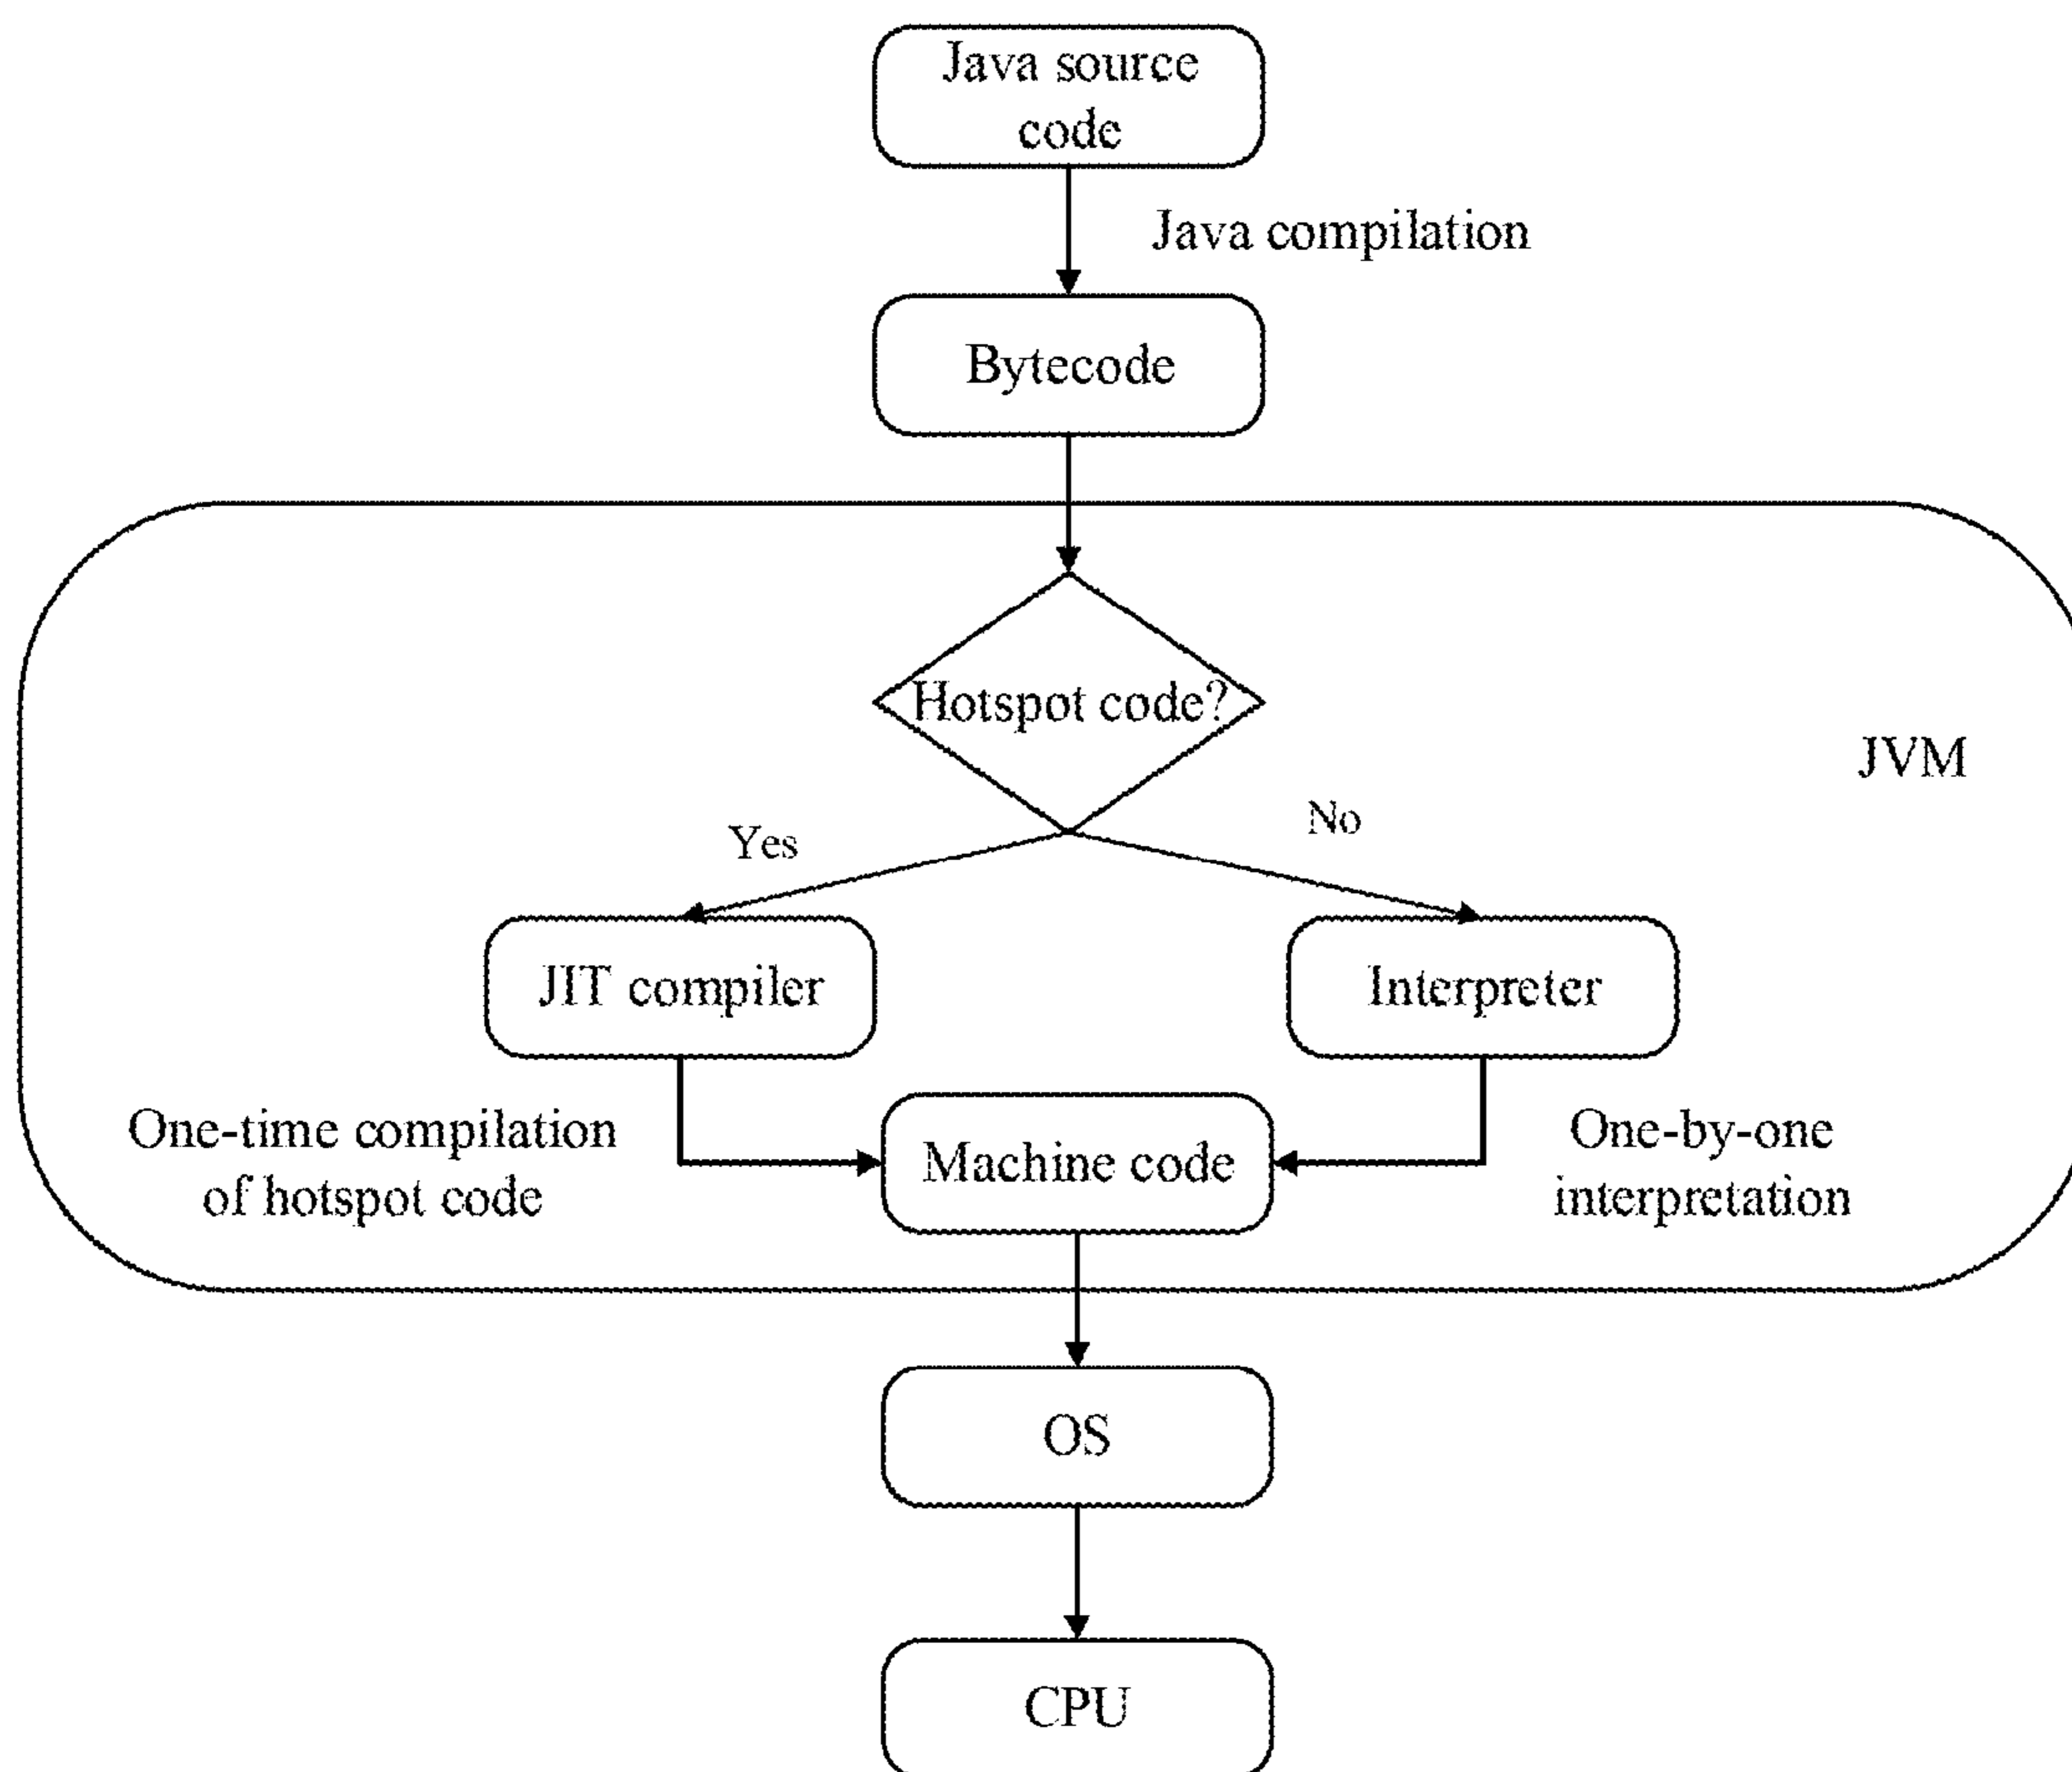 Java source
code
Java compilation
Bytecode
Hotspot code?
JVM
Yes
No
JIT compiler
Interpreter
One-time compilation
of hotspot code
Machine code
One-by-one
interpretation
OS
CPU